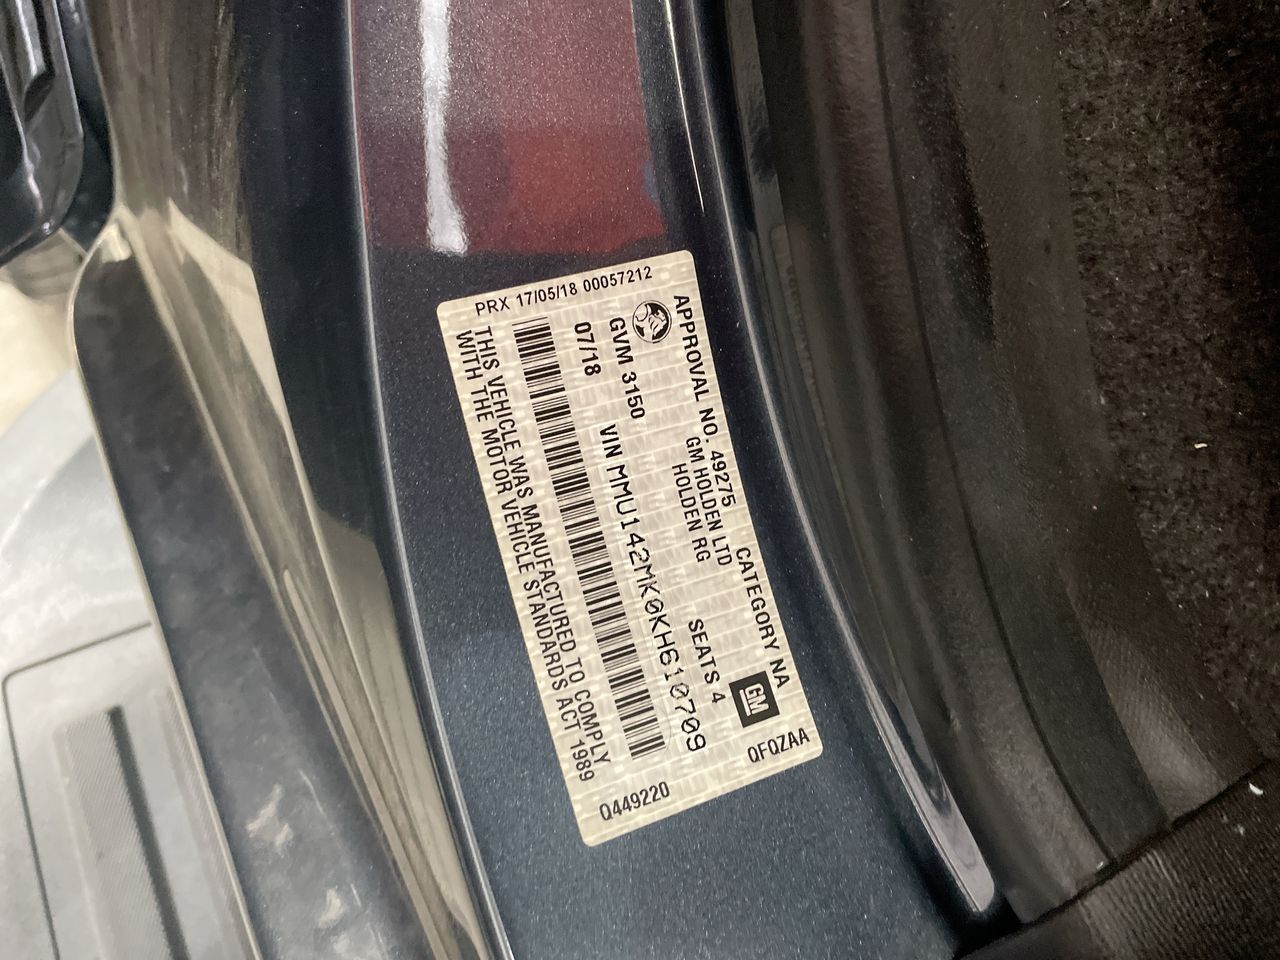 APPROVAL NO. 49275 CATEGORY NA
GM HOLDEN LTD
HOLDEN RG
GVM 3150 SEATS 4
07/18 VIN MMU142MK0KH610709
THIS VEHICLE WAS MANUFACTURED TO COMPLY
WITH THE MOTOR VEHICLE STANDARDS ACT 1989
PRX 17/05/18 00057212
GM
QFQZAA
Q449220